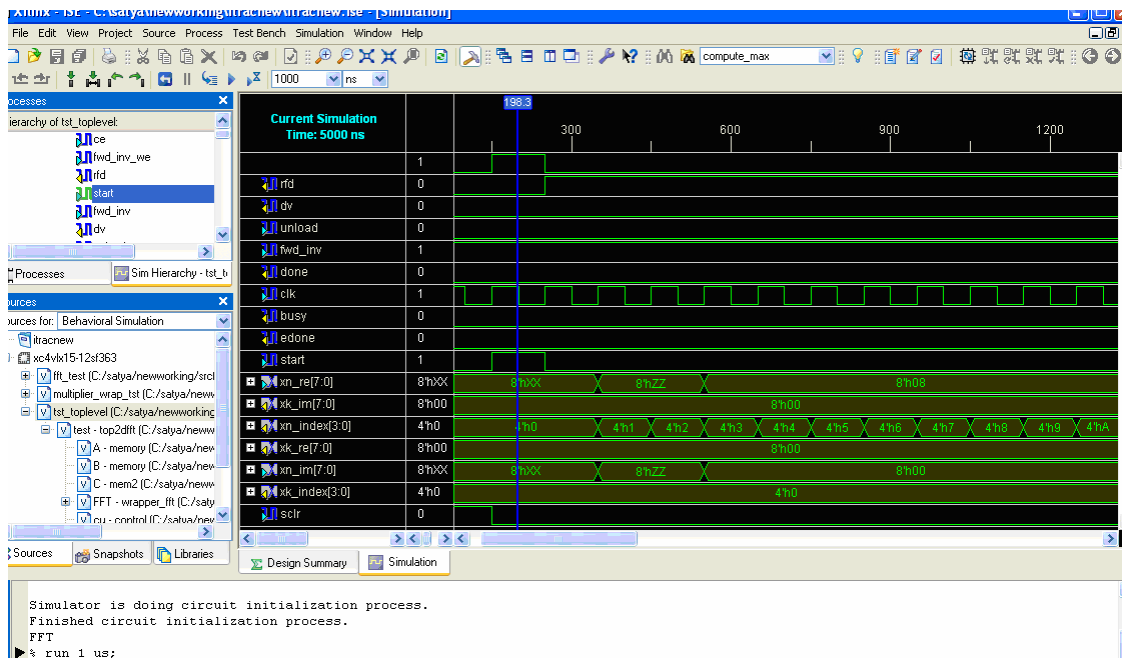 Xilinx - ISE - C:\satya\newworking\itracnew\itracnew.ise - [Simulation]
File Edit View Project Source Process Test Bench Simulation Window Help
compute_max
1000 ns
ocesses
ierarchy of tst_toplevel:
ce
fwd_inv_we
rfd
start
fwd_inv
dv
Processes
Sim Hierarchy - tst_t
ources
ources for: Behavioral Simulation
itracnew
xc4vlx15-12sf363
fft_test (C:/satya/newworking/srcl
multiplier_wrap_tst (C:/satya/neww
tst_toplevel (C:/satya/newworking
test - top2dfft (C:/satya/neww
A - memory (C:/satya/new
B - memory (C:/satya/new
C - mem2 (C:/satya/neww
FFT - wrapper_fft (C:/saty
cu - control (C:/satya/new
Sources Snapshots Libraries
Current Simulation
Time: 5000 ns
198.3
300 600 900 1200
1
rfd 0
dv 0
unload 0
fwd_inv 1
done 0
clk 1
busy 0
edone 0
start 1
xn_re[7:0] 8'hXX 8'hXX 8'hZZ 8'h08
xk_im[7:0] 8'h00 8'h00
xn_index[3:0] 4'h0 4'h0 4'h1 4'h2 4'h3 4'h4 4'h5 4'h6 4'h7 4'h8 4'h9 4'hA
xk_re[7:0] 8'h00 8'h00
xn_im[7:0] 8'hXX 8'hXX 8'hZZ 8'h00
xk_index[3:0] 4'h0 4'h0
sclr 0
Design Summary Simulation
Simulator is doing circuit initialization process.
Finished circuit initialization process.
FFT
% run 1 us;